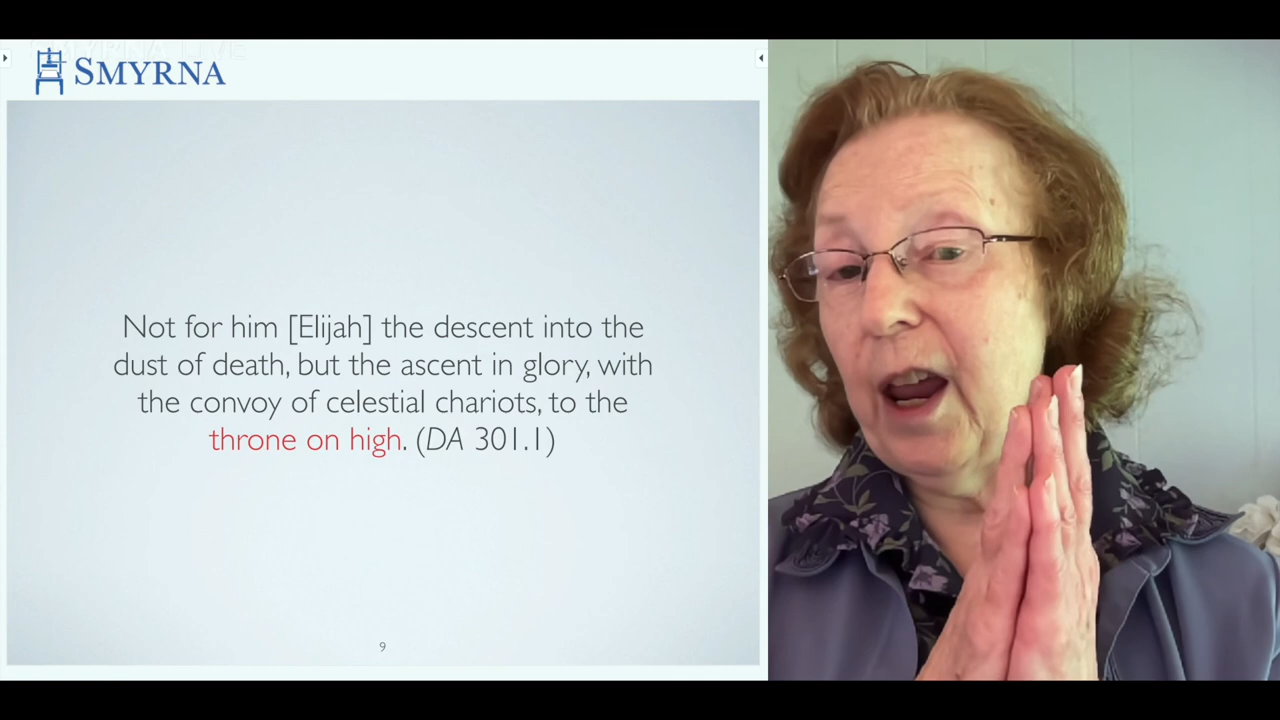 SMYRNA
Not for him [Elijah] the descent into the
dust of death, but the ascent in glory, with
the convoy of celestial chariots, to the
throne on high. (DA 301.1)
9